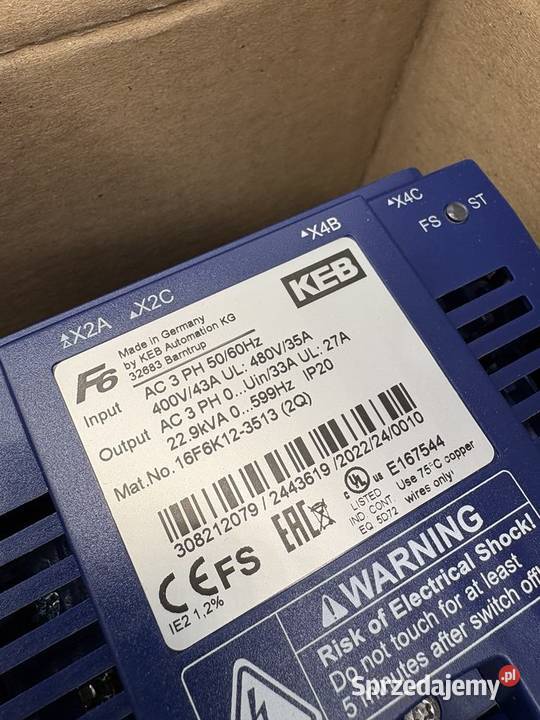 X4C
FS ST
X4B
X2C
X2A
KEB
F6
Made in Germany
by KEB Automation KG
32683 Barntrup
Input AC 3 PH 50/60Hz
400V/43A UL: 480V/35A
Output AC 3 PH 0...Uin/33A UL: 27A
22.9kVA 0...599Hz IP20
Mat.No. 16F6K12-3513 (2Q)
308212079 / 2443619 /2022/24/0010
CE FS
EAC
IE2 1,2%
c UL us E167544
LISTED Use 75°C copper
IND. CONT. wires only
EQ. 5D72
WARNING
Risk of Electrical Shock!
Do not touch for at least
5 minutes after switch off!
Sprzedajemy.pl